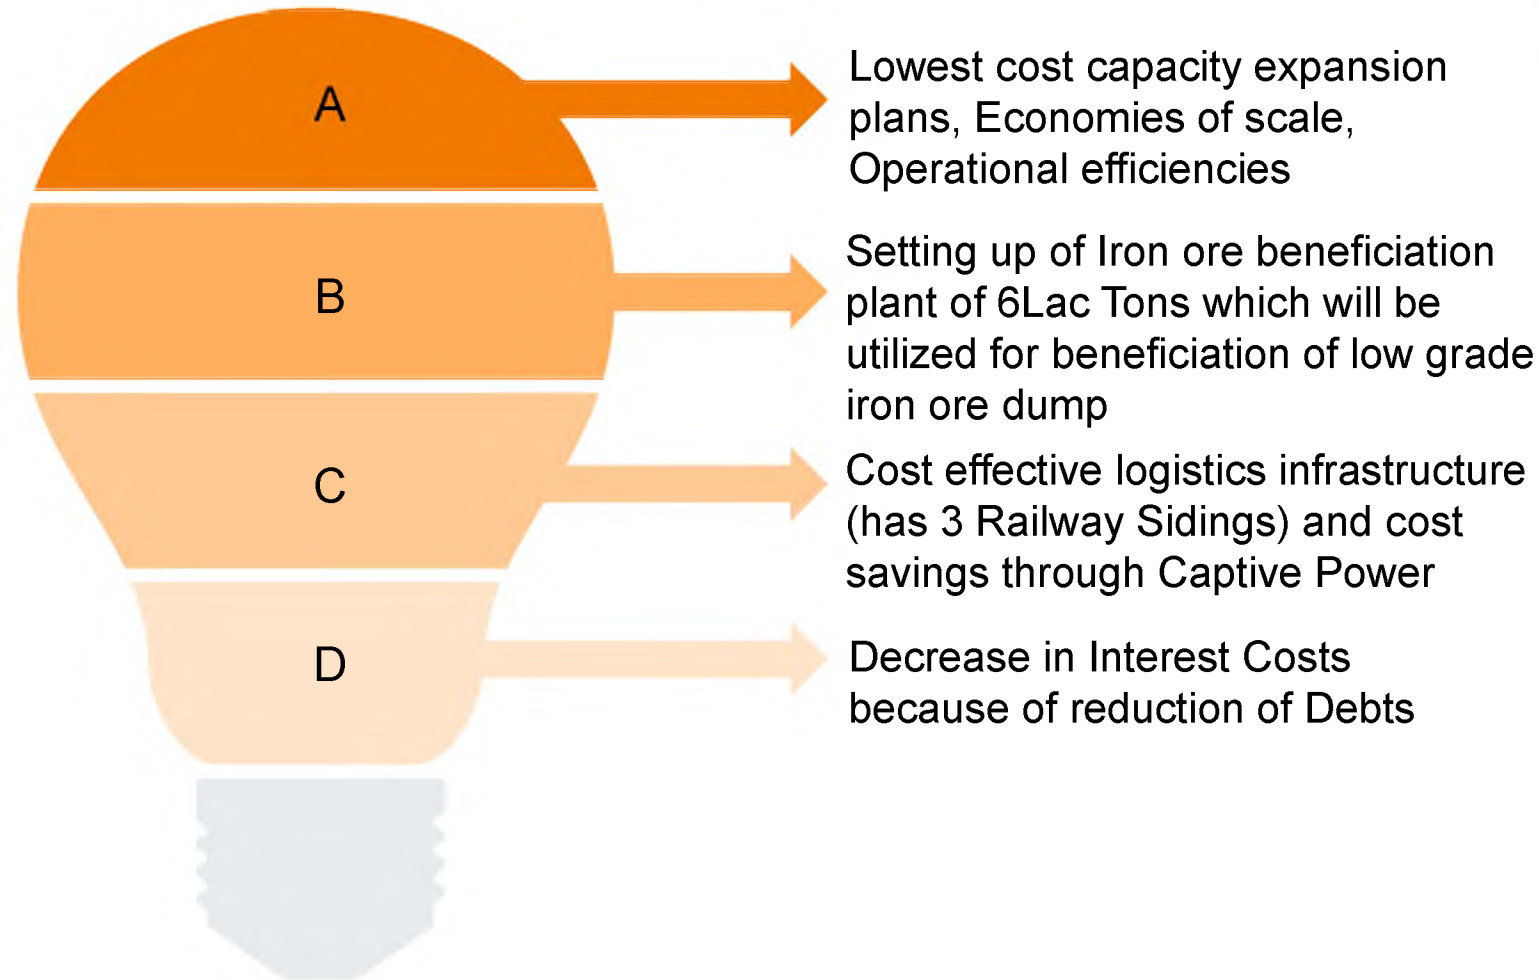 A
Lowest cost capacity expansion
plans, Economies of scale,
Operational efficiencies
B
Setting up of Iron ore beneficiation
plant of 6Lac Tons which will be
utilized for beneficiation of low grade
iron ore dump
C
Cost effective logistics infrastructure
(has 3 Railway Sidings) and cost
savings through Captive Power
D
Decrease in Interest Costs
because of reduction of Debts